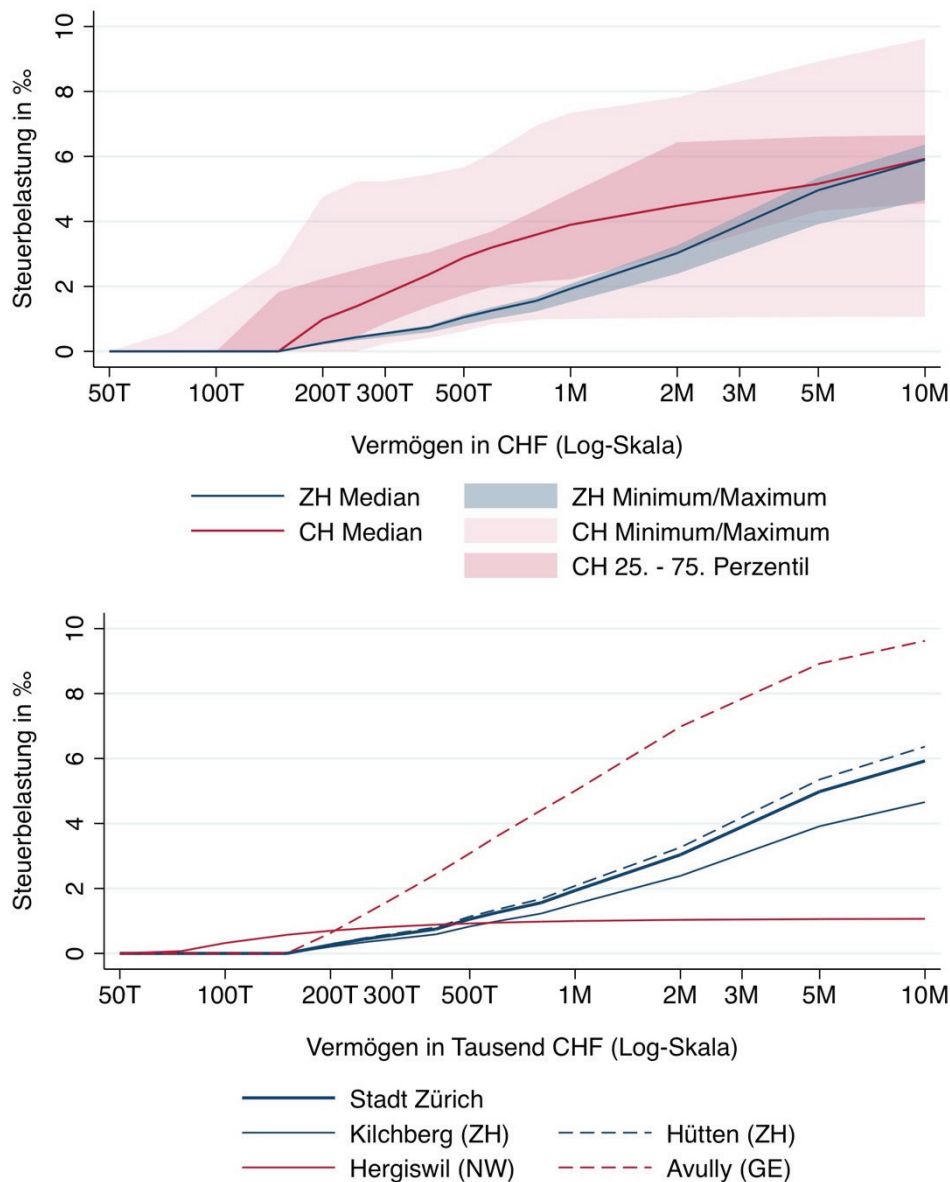 Steuerbelastung in ‰
10
8
6
4
2
0
50T 100T 200T 300T 500T 1M 2M 3M 5M 10M
Vermögen in CHF (Log-Skala)
ZH Median ZH Minimum/Maximum
CH Median CH Minimum/Maximum
CH 25. - 75. Perzentil
Steuerbelastung in ‰
10
8
6
4
2
0
50T 100T 200T 300T 500T 1M 2M 3M 5M 10M
Vermögen in Tausend CHF (Log-Skala)
Stadt Zürich
Kilchberg (ZH) Hütten (ZH)
Hergiswil (NW) Avully (GE)